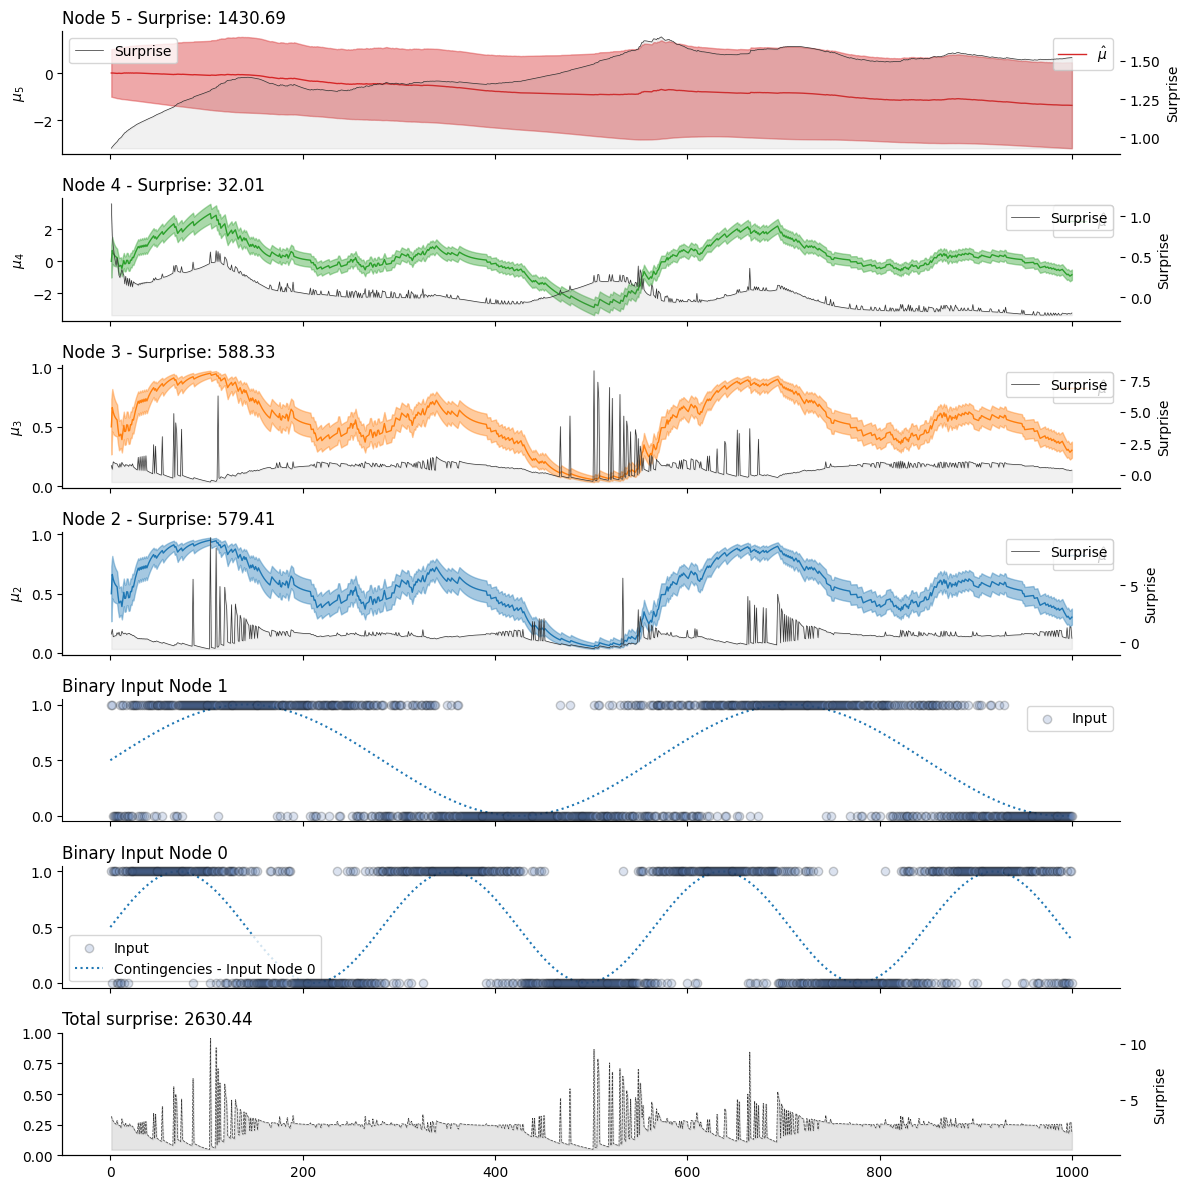 Node 5 - Surprise: 1430.69
Surprise
μ̂
0
−2
μ5
1.50
1.25
1.00
Surprise
Node 4 - Surprise: 32.01
Surprise
2
0
−2
μ4
1.0
0.5
0.0
Surprise
Node 3 - Surprise: 588.33
Surprise
1.0
0.5
0.0
μ3
7.5
5.0
2.5
0.0
Surprise
Node 2 - Surprise: 579.41
Surprise
1.0
0.5
0.0
μ2
5
0
Surprise
Binary Input Node 1
Input
1.0
0.5
0.0
Binary Input Node 0
1.0
0.5
0.0
Input
Contingencies - Input Node 0
Total surprise: 2630.44
1.00
0.75
0.50
0.25
0.00
10
5
Surprise
0 200 400 600 800 1000